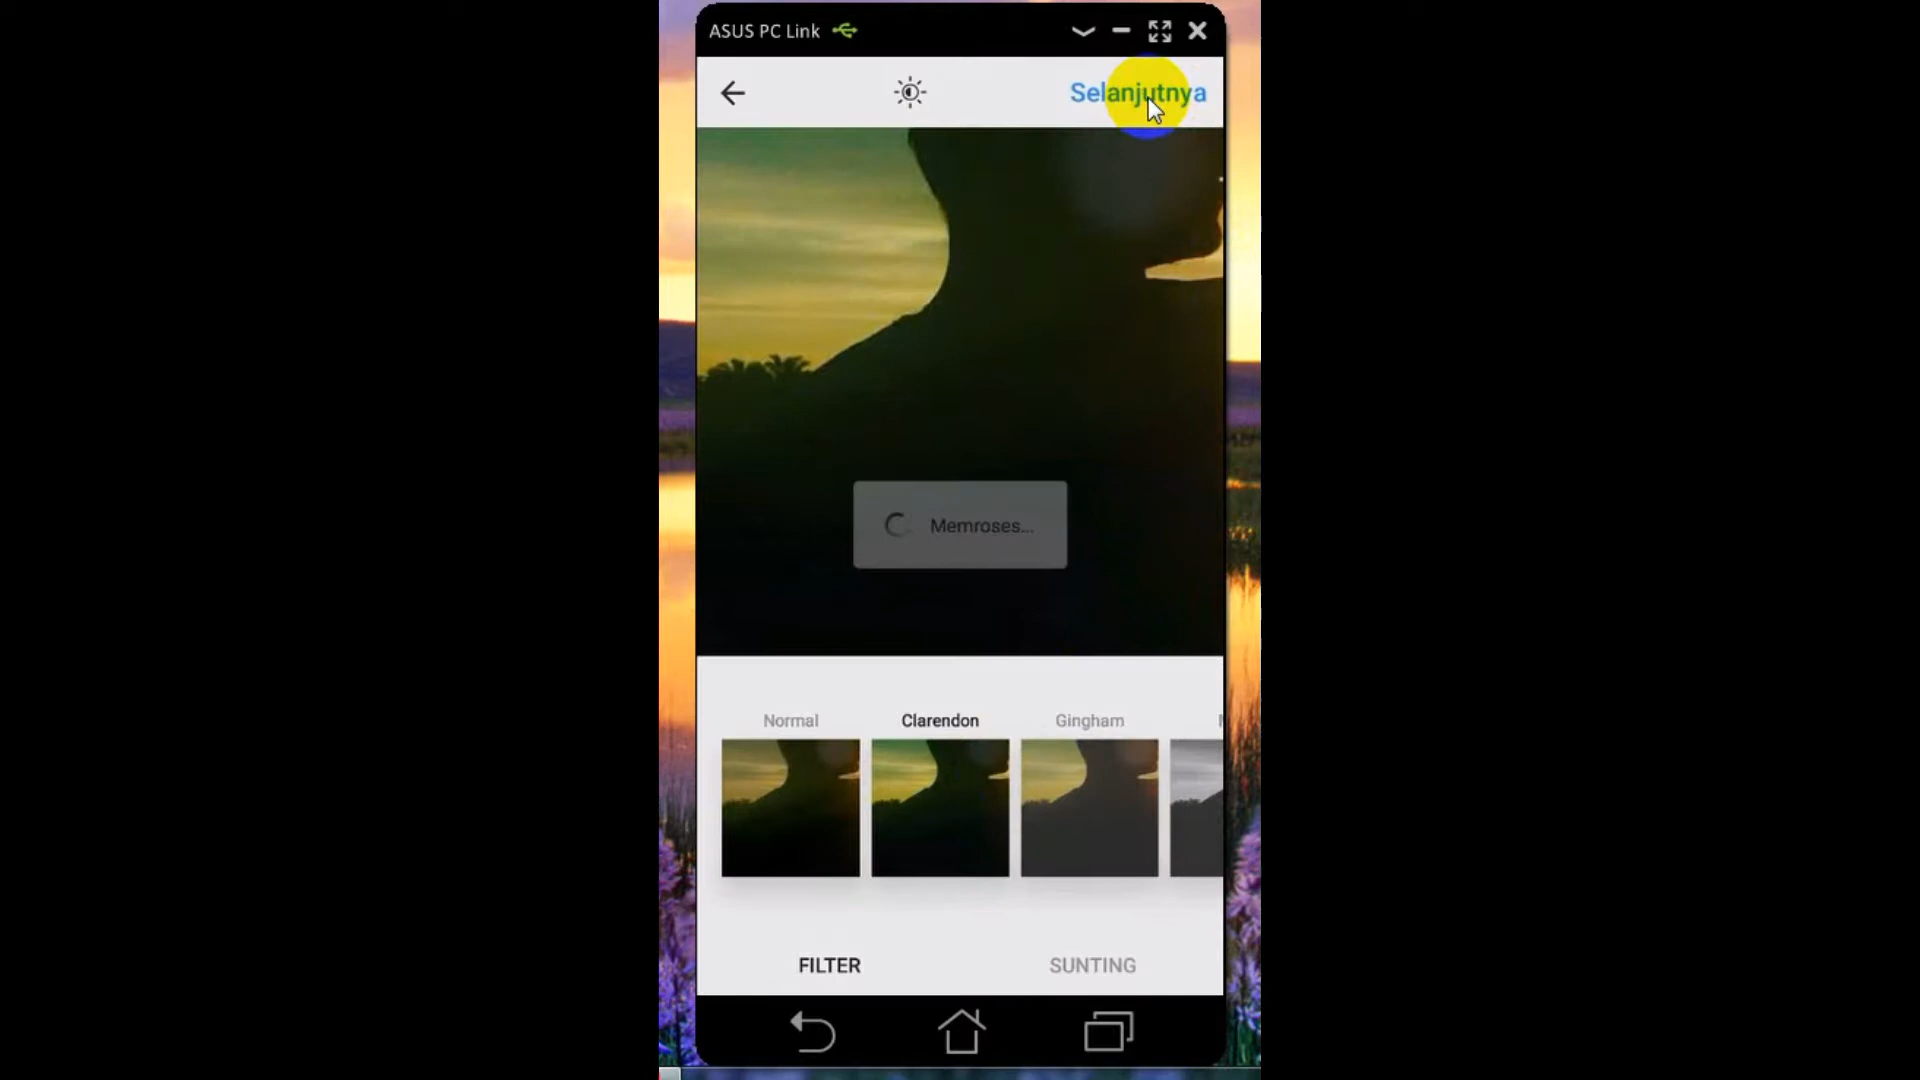 ASUS PC Link
Selanjutnya
Memroses...
Normal
Clarendon
Gingham
FILTER
SUNTING